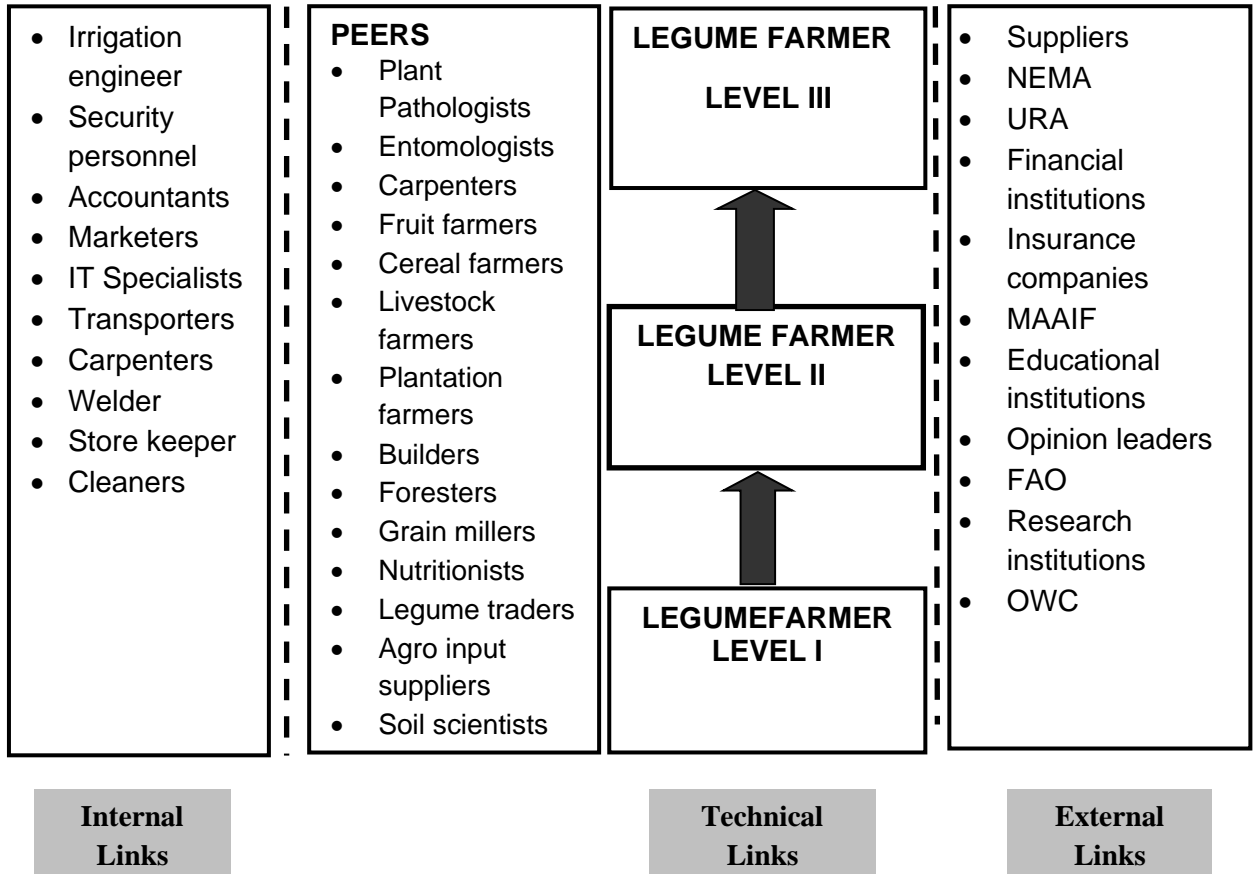 • Irrigation
engineer
• Security
personnel
• Accountants
• Marketers
• IT Specialists
• Transporters
• Carpenters
• Welder
• Store keeper
• Cleaners
PEERS
• Plant
Pathologists
• Entomologists
• Carpenters
• Fruit farmers
• Cereal farmers
• Livestock
farmers
• Plantation
farmers
• Builders
• Foresters
• Grain millers
• Nutritionists
• Legume traders
• Agro input
suppliers
• Soil scientists
LEGUME FARMER
LEVEL III
LEGUME FARMER
LEVEL II
LEGUMEFARMER
LEVEL I
• Suppliers
• NEMA
• URA
• Financial
institutions
• Insurance
companies
• MAAIF
• Educational
institutions
• Opinion leaders
• FAO
• Research
institutions
• OWC
Internal
Links
Technical
Links
External
Links